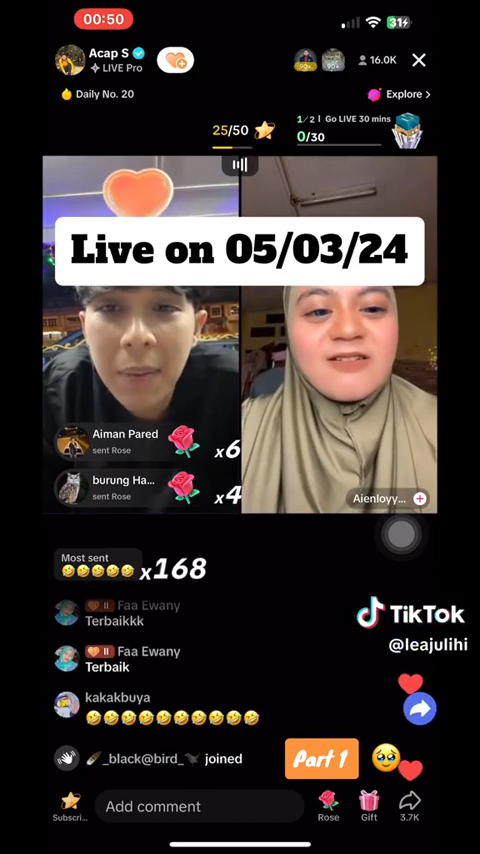 00:50
31
Acap S
LIVE Pro
16.0K
Daily No. 20
Explore >
25/50
1/2 | Go LIVE 30 mins
0/30
Live on 05/03/24
Aiman Pared
sent Rose
x6
burung Ha...
sent Rose
x4
Aienloyy...
Most sent
x168
Faa Ewany
Terbaikkk
TikTok
@leajulihi
Faa Ewany
Terbaik
kakakbuya
_black@bird_ joined
Part 1
Subscri...
Add comment
Rose
Gift
3.7K